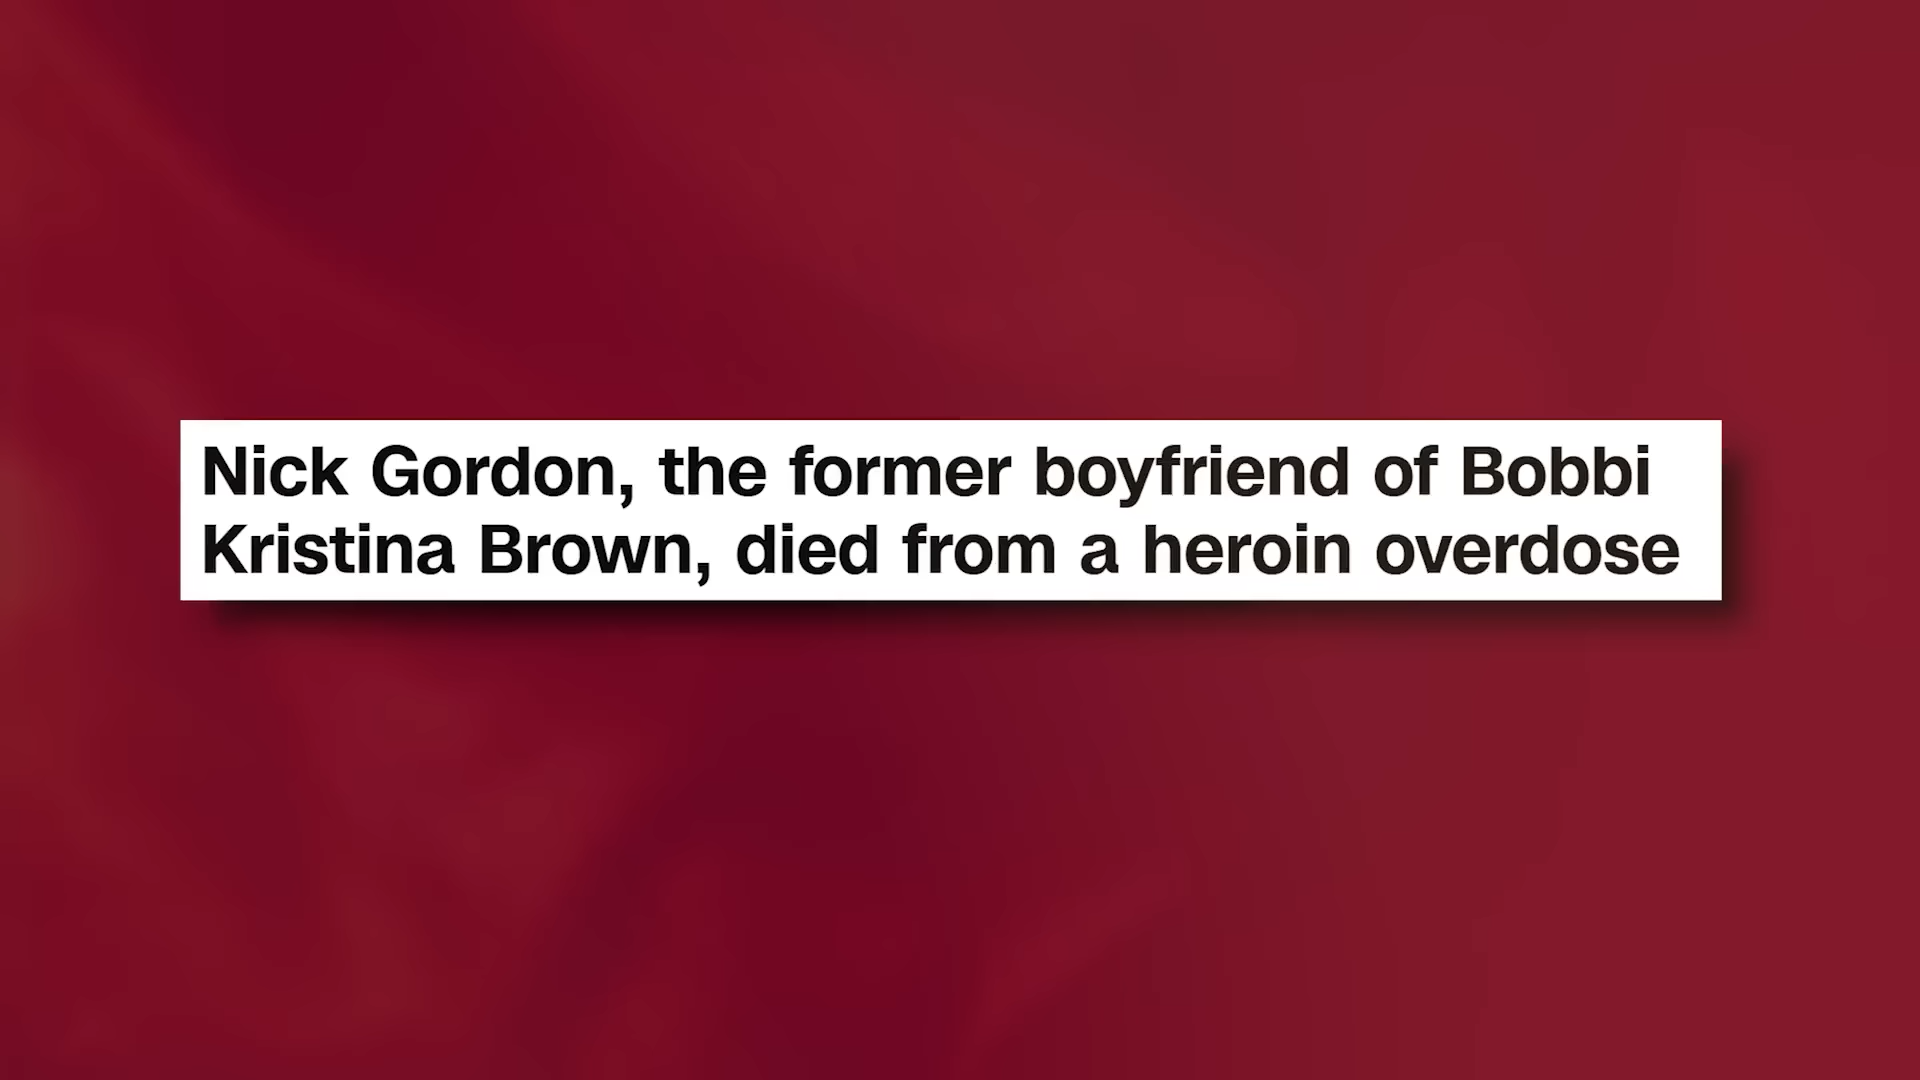 Nick Gordon, the former boyfriend of Bobbi
Kristina Brown, died from a heroin overdose